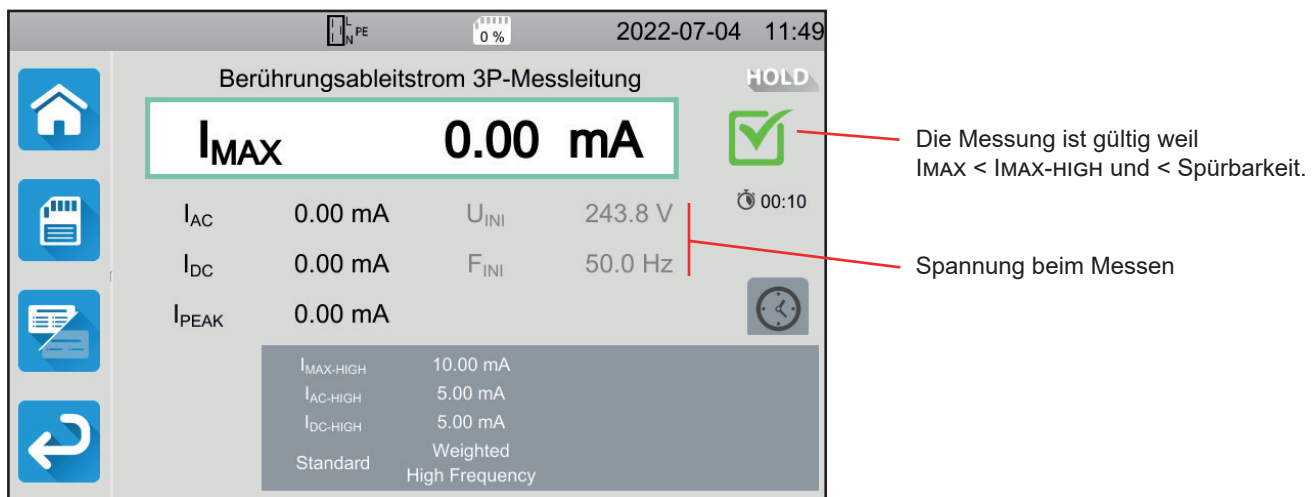 L
N PE
0 %
2022-07-04 11:49
Berührungsableitstrom 3P-Messleitung
HOLD
IMAX 0.00 mA
Die Messung ist gültig weil
IMAX < IMAX-HIGH und < Spürbarkeit.
IAC 0.00 mA UINI 243.8 V
00:10
IDC 0.00 mA FINI 50.0 Hz
Spannung beim Messen
IPEAK 0.00 mA
IMAX-HIGH 10.00 mA
IAC-HIGH 5.00 mA
IDC-HIGH 5.00 mA
Standard Weighted
High Frequency